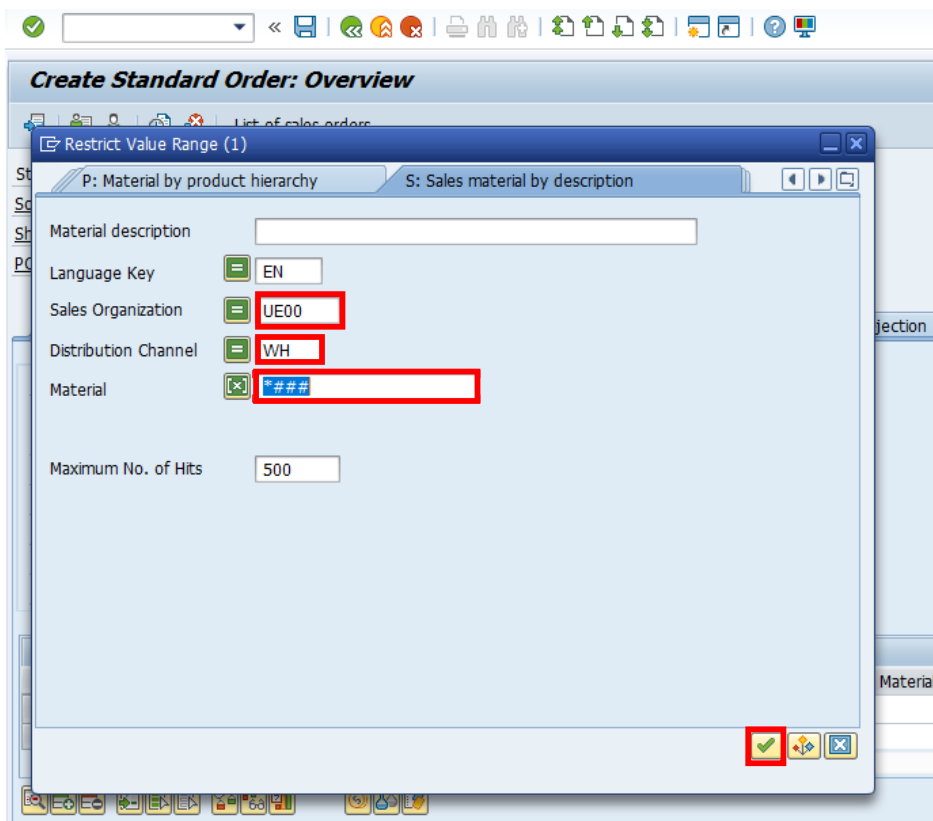 Create Standard Order: Overview
List of sales orders
Restrict Value Range (1)
P: Material by product hierarchy
S: Sales material by description
Material description
Language Key EN
Sales Organization UE00
Distribution Channel WH
Material *###
Maximum No. of Hits 500
jection
Materia